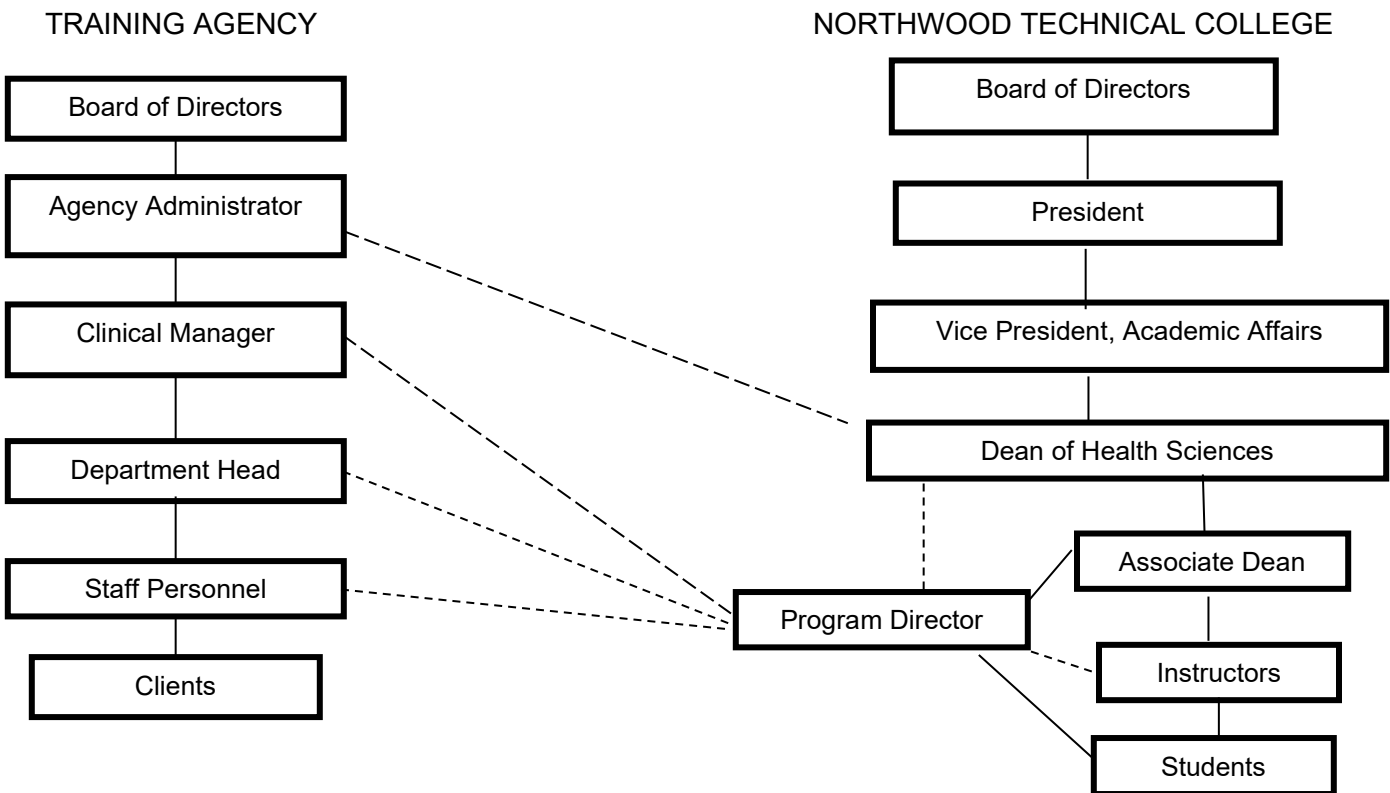 TRAINING AGENCY
Board of Directors
Agency Administrator
Clinical Manager
Department Head
Staff Personnel
Clients
NORTHWOOD TECHNICAL COLLEGE
Board of Directors
President
Vice President, Academic Affairs
Dean of Health Sciences
Associate Dean
Program Director
Instructors
Students